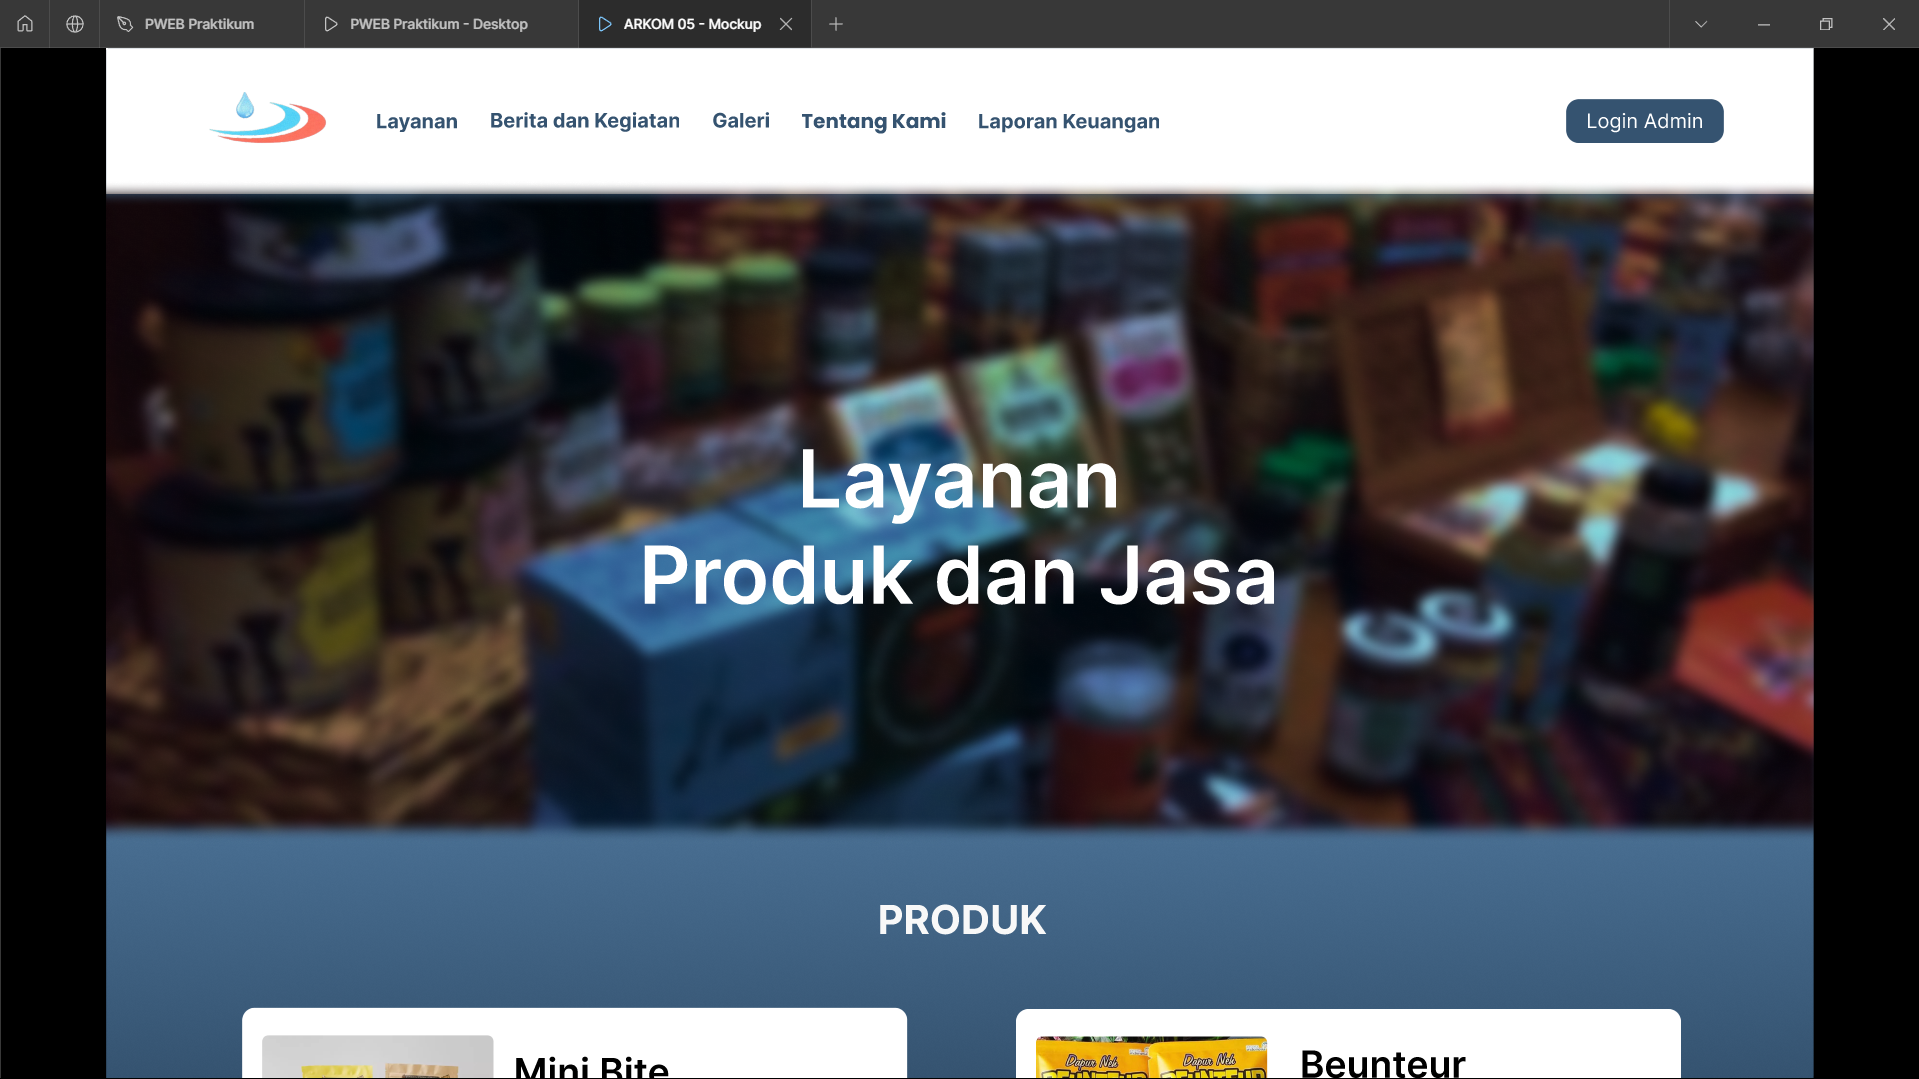 PWEB Praktikum
PWEB Praktikum - Desktop
ARKOM 05 - Mockup
Layanan
Berita dan Kegiatan
Galeri
Tentang Kami
Laporan Keuangan
Login Admin
Layanan
Produk dan Jasa
PRODUK
Mini Bite
Beunteur
Dapur Nek
Dapur Nek